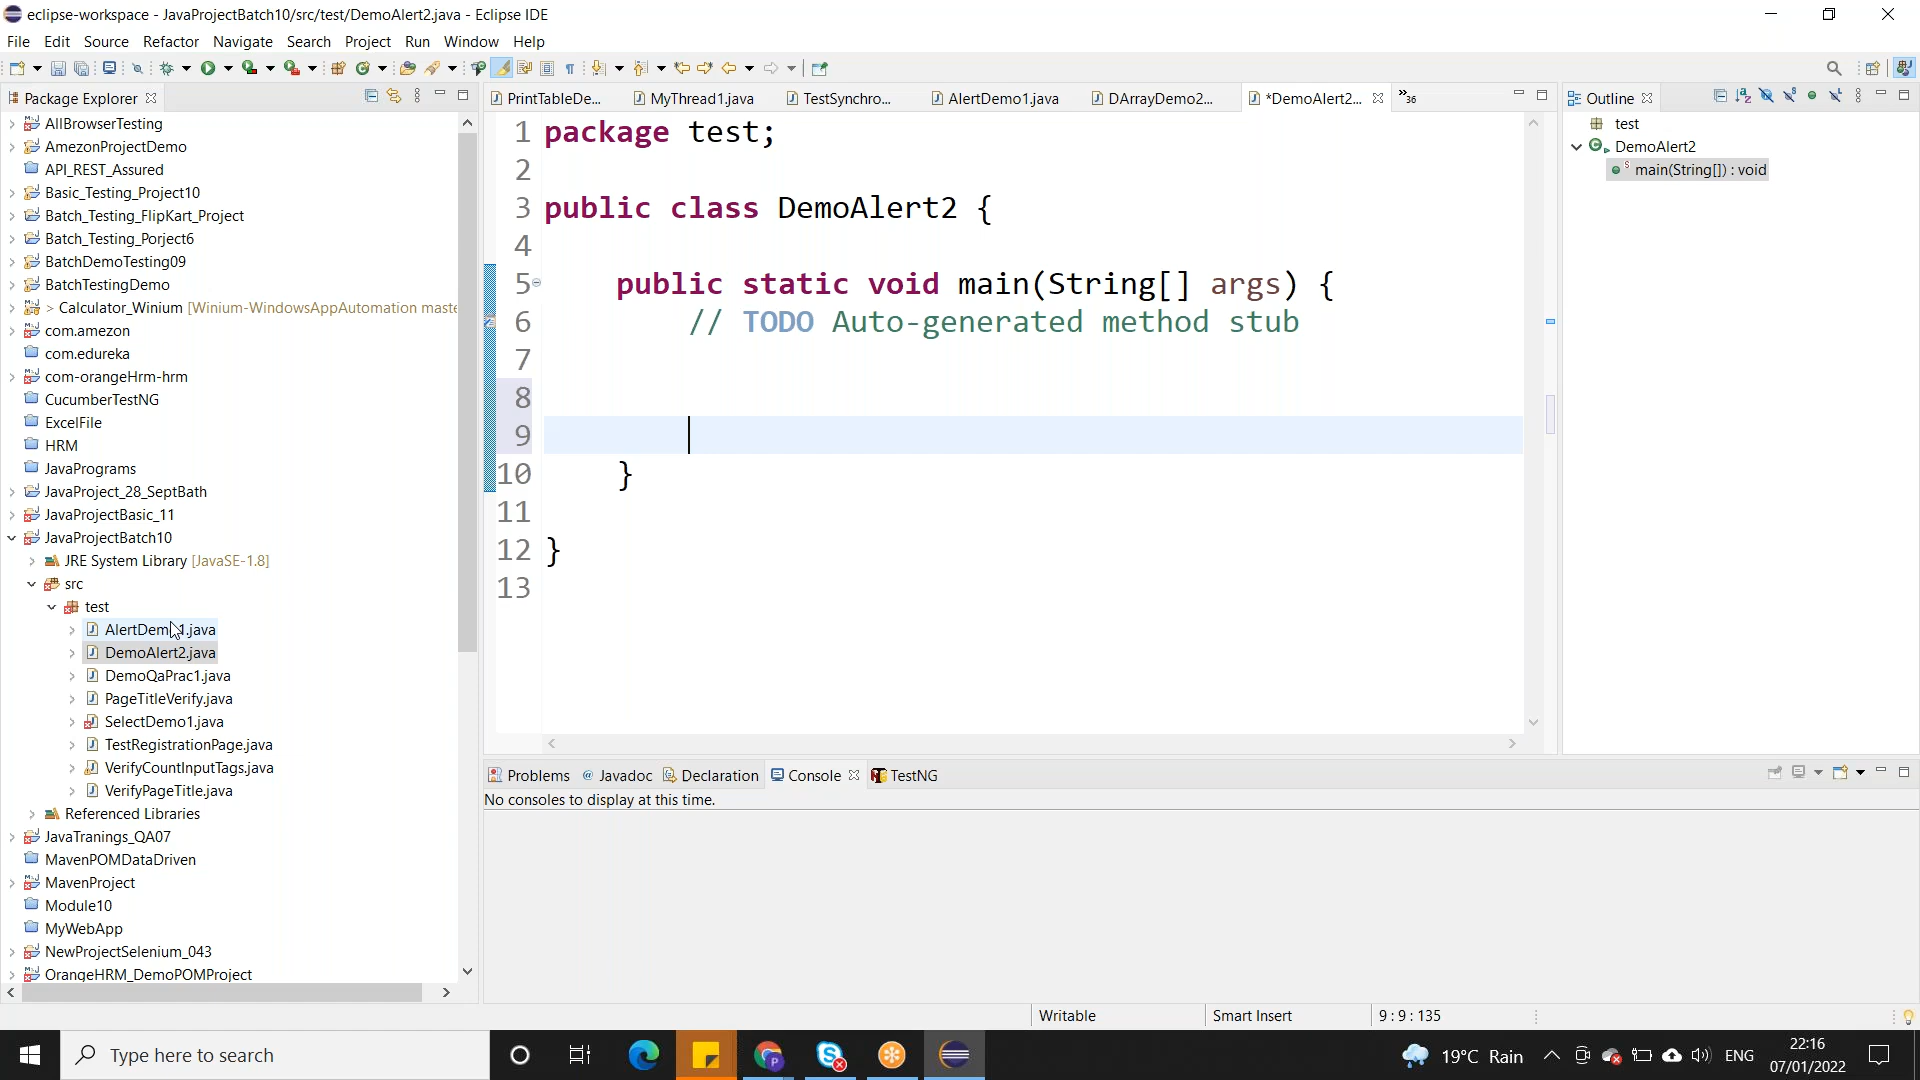 eclipse-workspace - JavaProjectBatch10/src/test/DemoAlert2.java - Eclipse IDE
File Edit Source Refactor Navigate Search Project Run Window Help
Package Explorer
AllBrowserTesting
AmezonProjectDemo
API_REST_Assured
Basic_Testing_Project10
Batch_Testing_FlipKart_Project
Batch_Testing_Porject6
BatchDemoTesting09
BatchTestingDemo
> Calculator_Winium [Winium-WindowsAppAutomation maste
com.amezon
com.edureka
com-orangeHrm-hrm
CucumberTestNG
ExcelFile
HRM
JavaPrograms
JavaProject_28_SeptBath
JavaProjectBasic_11
JavaProjectBatch10
JRE System Library [JavaSE-1.8]
src
test
AlertDemo1.java
DemoAlert2.java
DemoQaPrac1.java
PageTitleVerify.java
SelectDemo1.java
TestRegistrationPage.java
VerifyCountInputTags.java
VerifyPageTitle.java
Referenced Libraries
JavaTranings_QA07
MavenPOMDataDriven
MavenProject
Module10
MyWebApp
NewProjectSelenium_043
OrangeHRM_DemoPOMProject
PrintTableDe... MyThread1.java TestSynchro... AlertDemo1.java DArrayDemo2... *DemoAlert2... »36
1 package test;
2
3 public class DemoAlert2 {
4
5 public static void main(String[] args) {
6 // TODO Auto-generated method stub
7
8
9
10 }
11
12 }
13
Outline
test
DemoAlert2
main(String[]) : void
Problems Javadoc Declaration Console TestNG
No consoles to display at this time.
Writable Smart Insert 9 : 9 : 135
Type here to search
19°C Rain ENG 22:16
07/01/2022